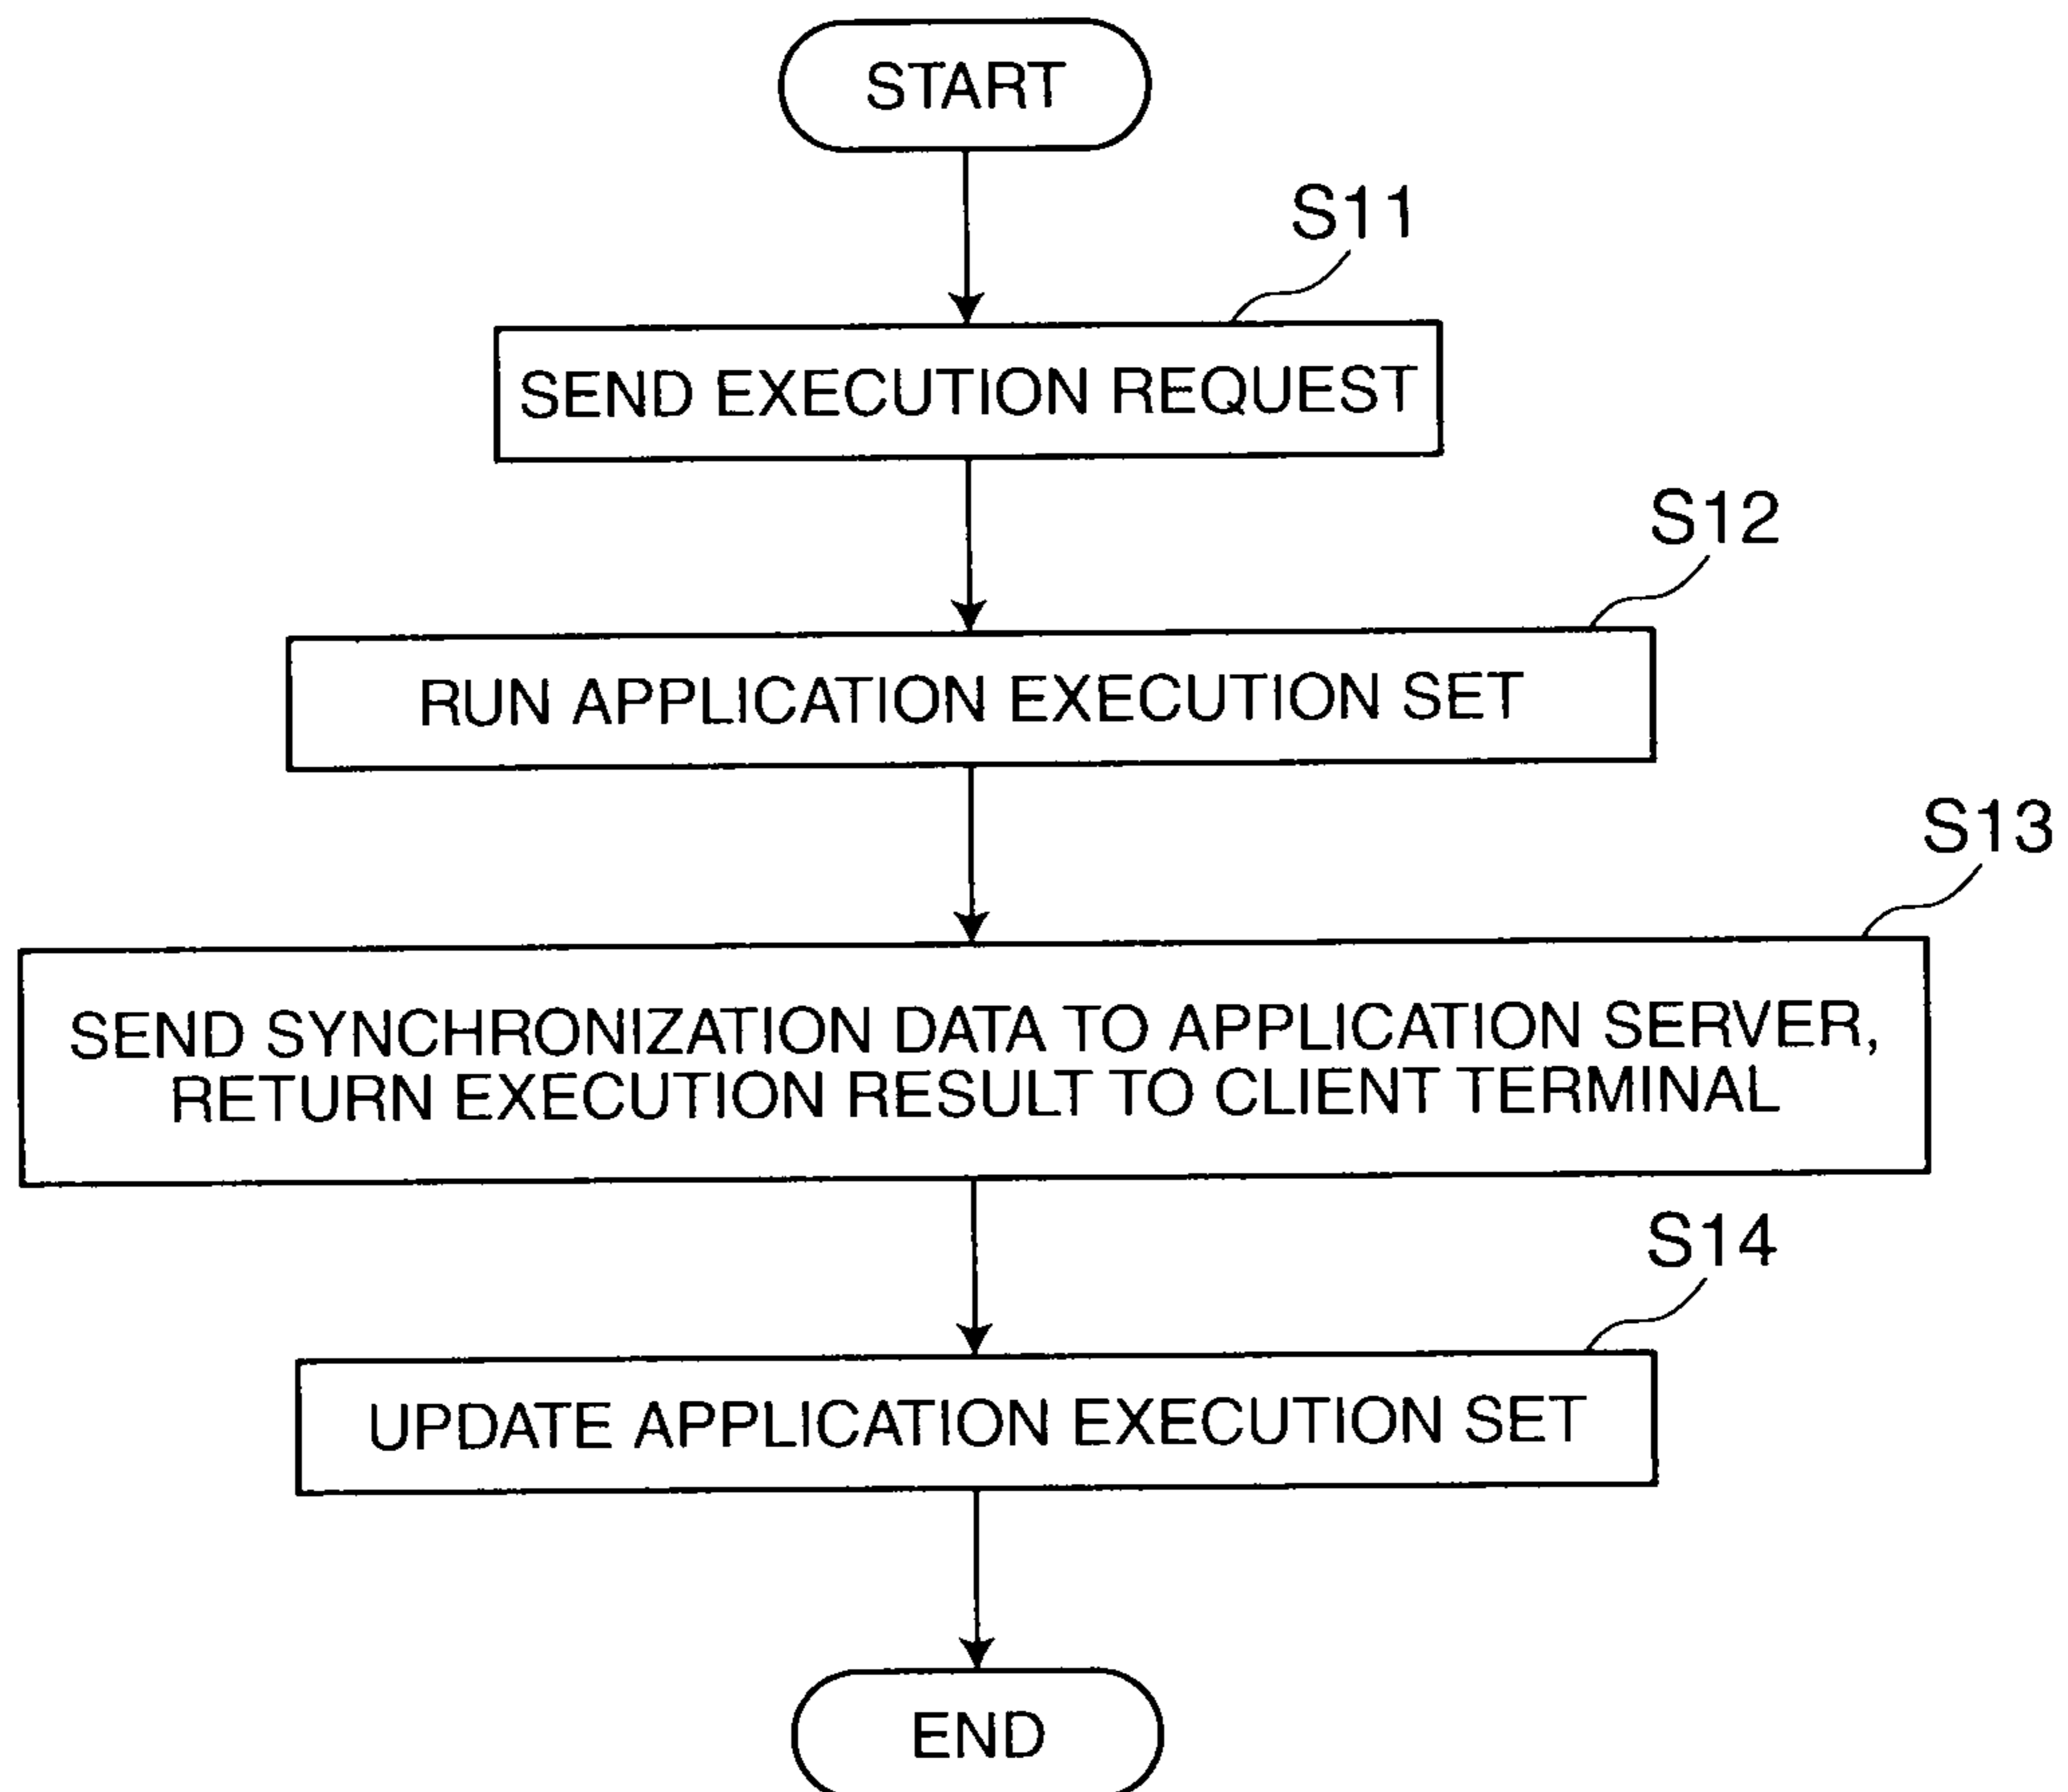 START
S11
SEND EXECUTION REQUEST
S12
RUN APPLICATION EXECUTION SET
S13
SEND SYNCHRONIZATION DATA TO APPLICATION SERVER,
RETURN EXECUTION RESULT TO CLIENT TERMINAL
S14
UPDATE APPLICATION EXECUTION SET
END